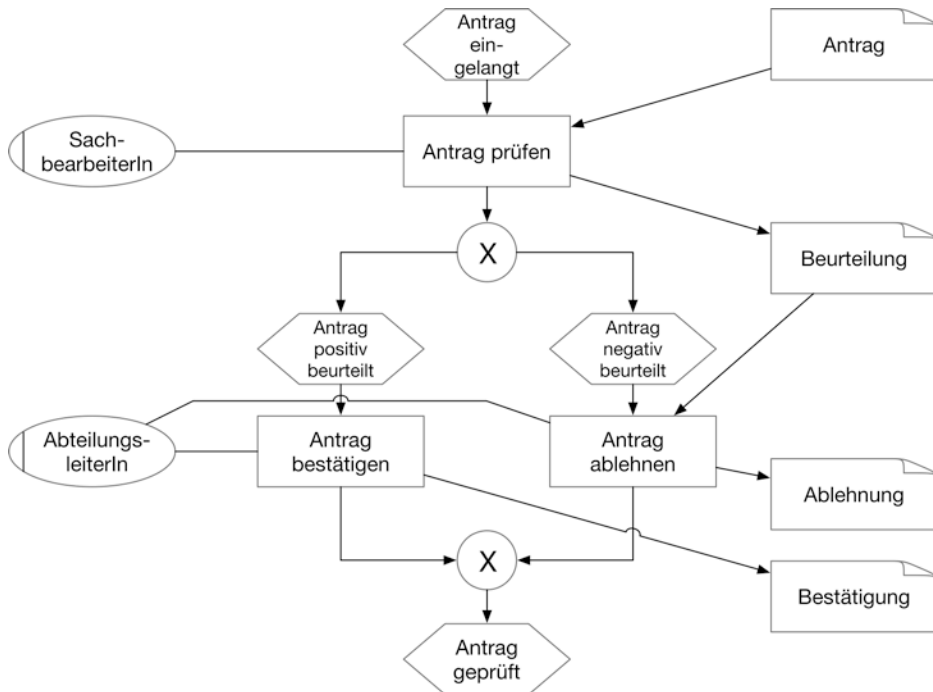 Antrag
ein-
gelangt
Antrag
Sach-
bearbeiterIn
Antrag prüfen
X
Beurteilung
Antrag
positiv
beurteilt
Antrag
negativ
beurteilt
Abteilungs-
leiterIn
Antrag
bestätigen
Antrag
ablehnen
Ablehnung
X
Bestätigung
Antrag
geprüft